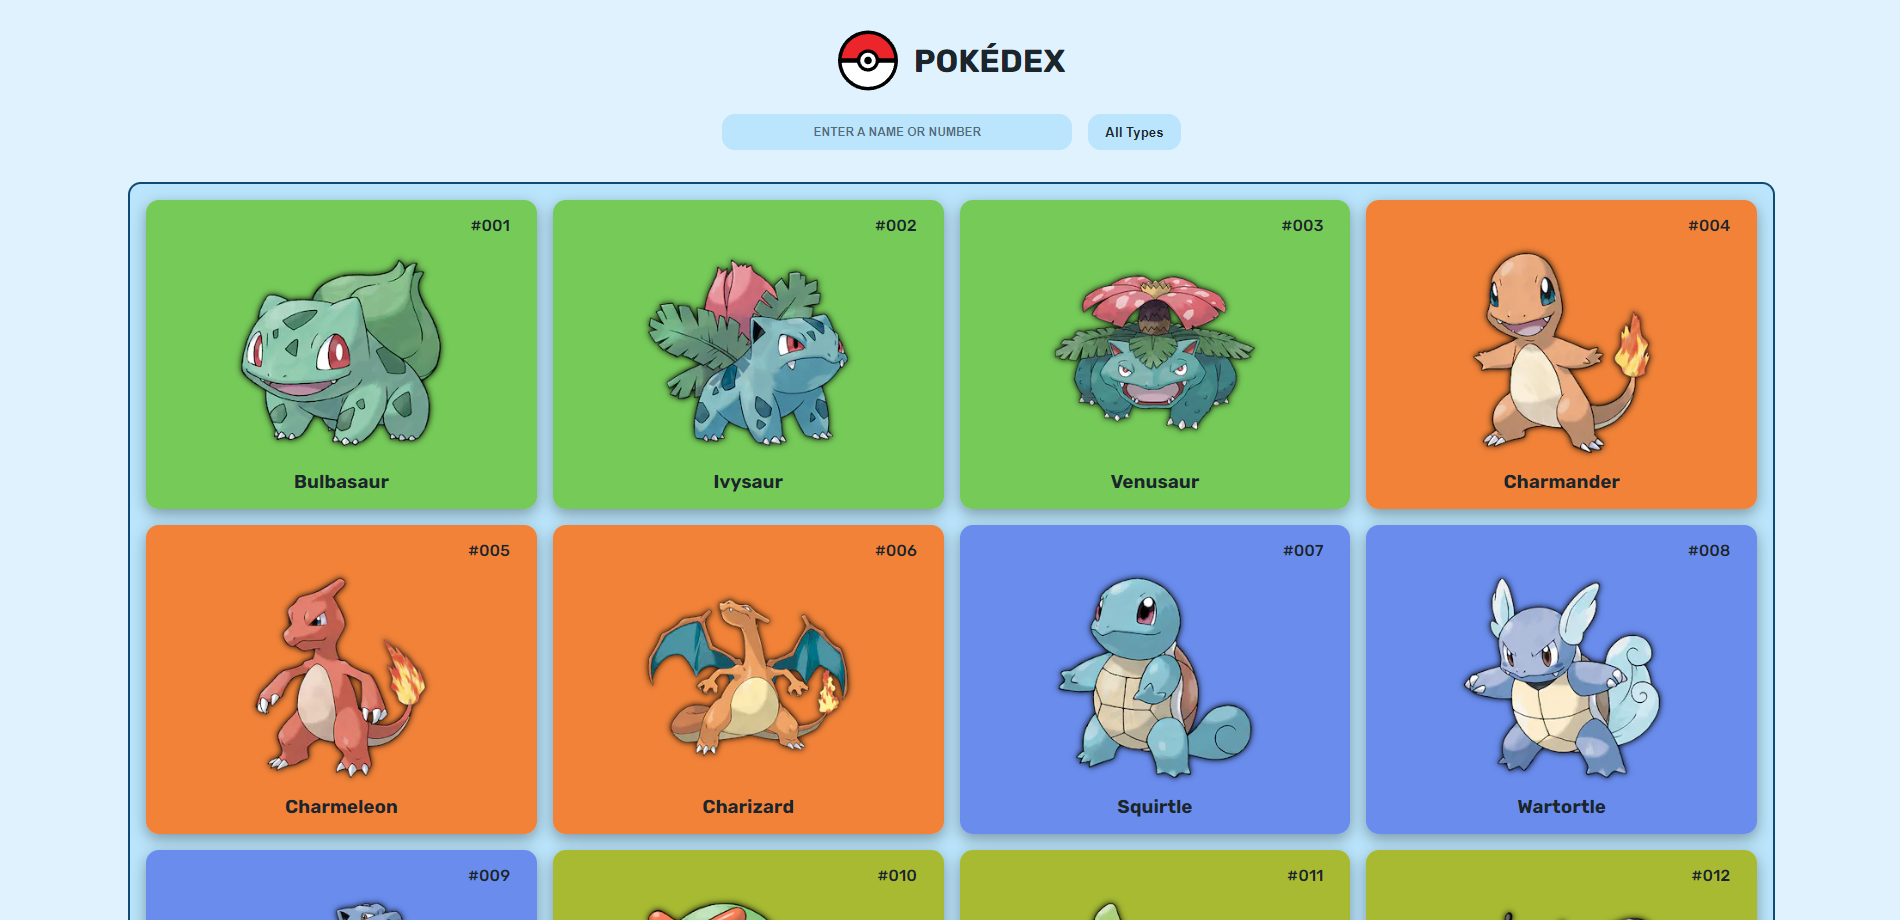 POKÉDEX
ENTER A NAME OR NUMBER
All Types
#001
#002
#003
#004
Bulbasaur
Ivysaur
Venusaur
Charmander
#005
#006
#007
#008
Charmeleon
Charizard
Squirtle
Wartortle
#009
#010
#011
#012